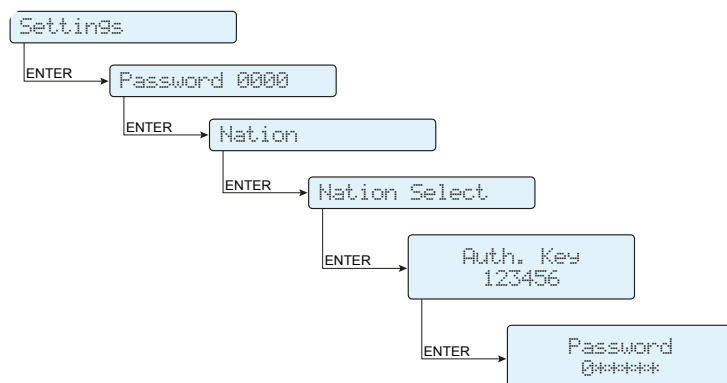 Settings
ENTER
Password 0000
ENTER
Nation
ENTER
Nation Select
ENTER
Auth. Key
123456
ENTER
Password
0*****